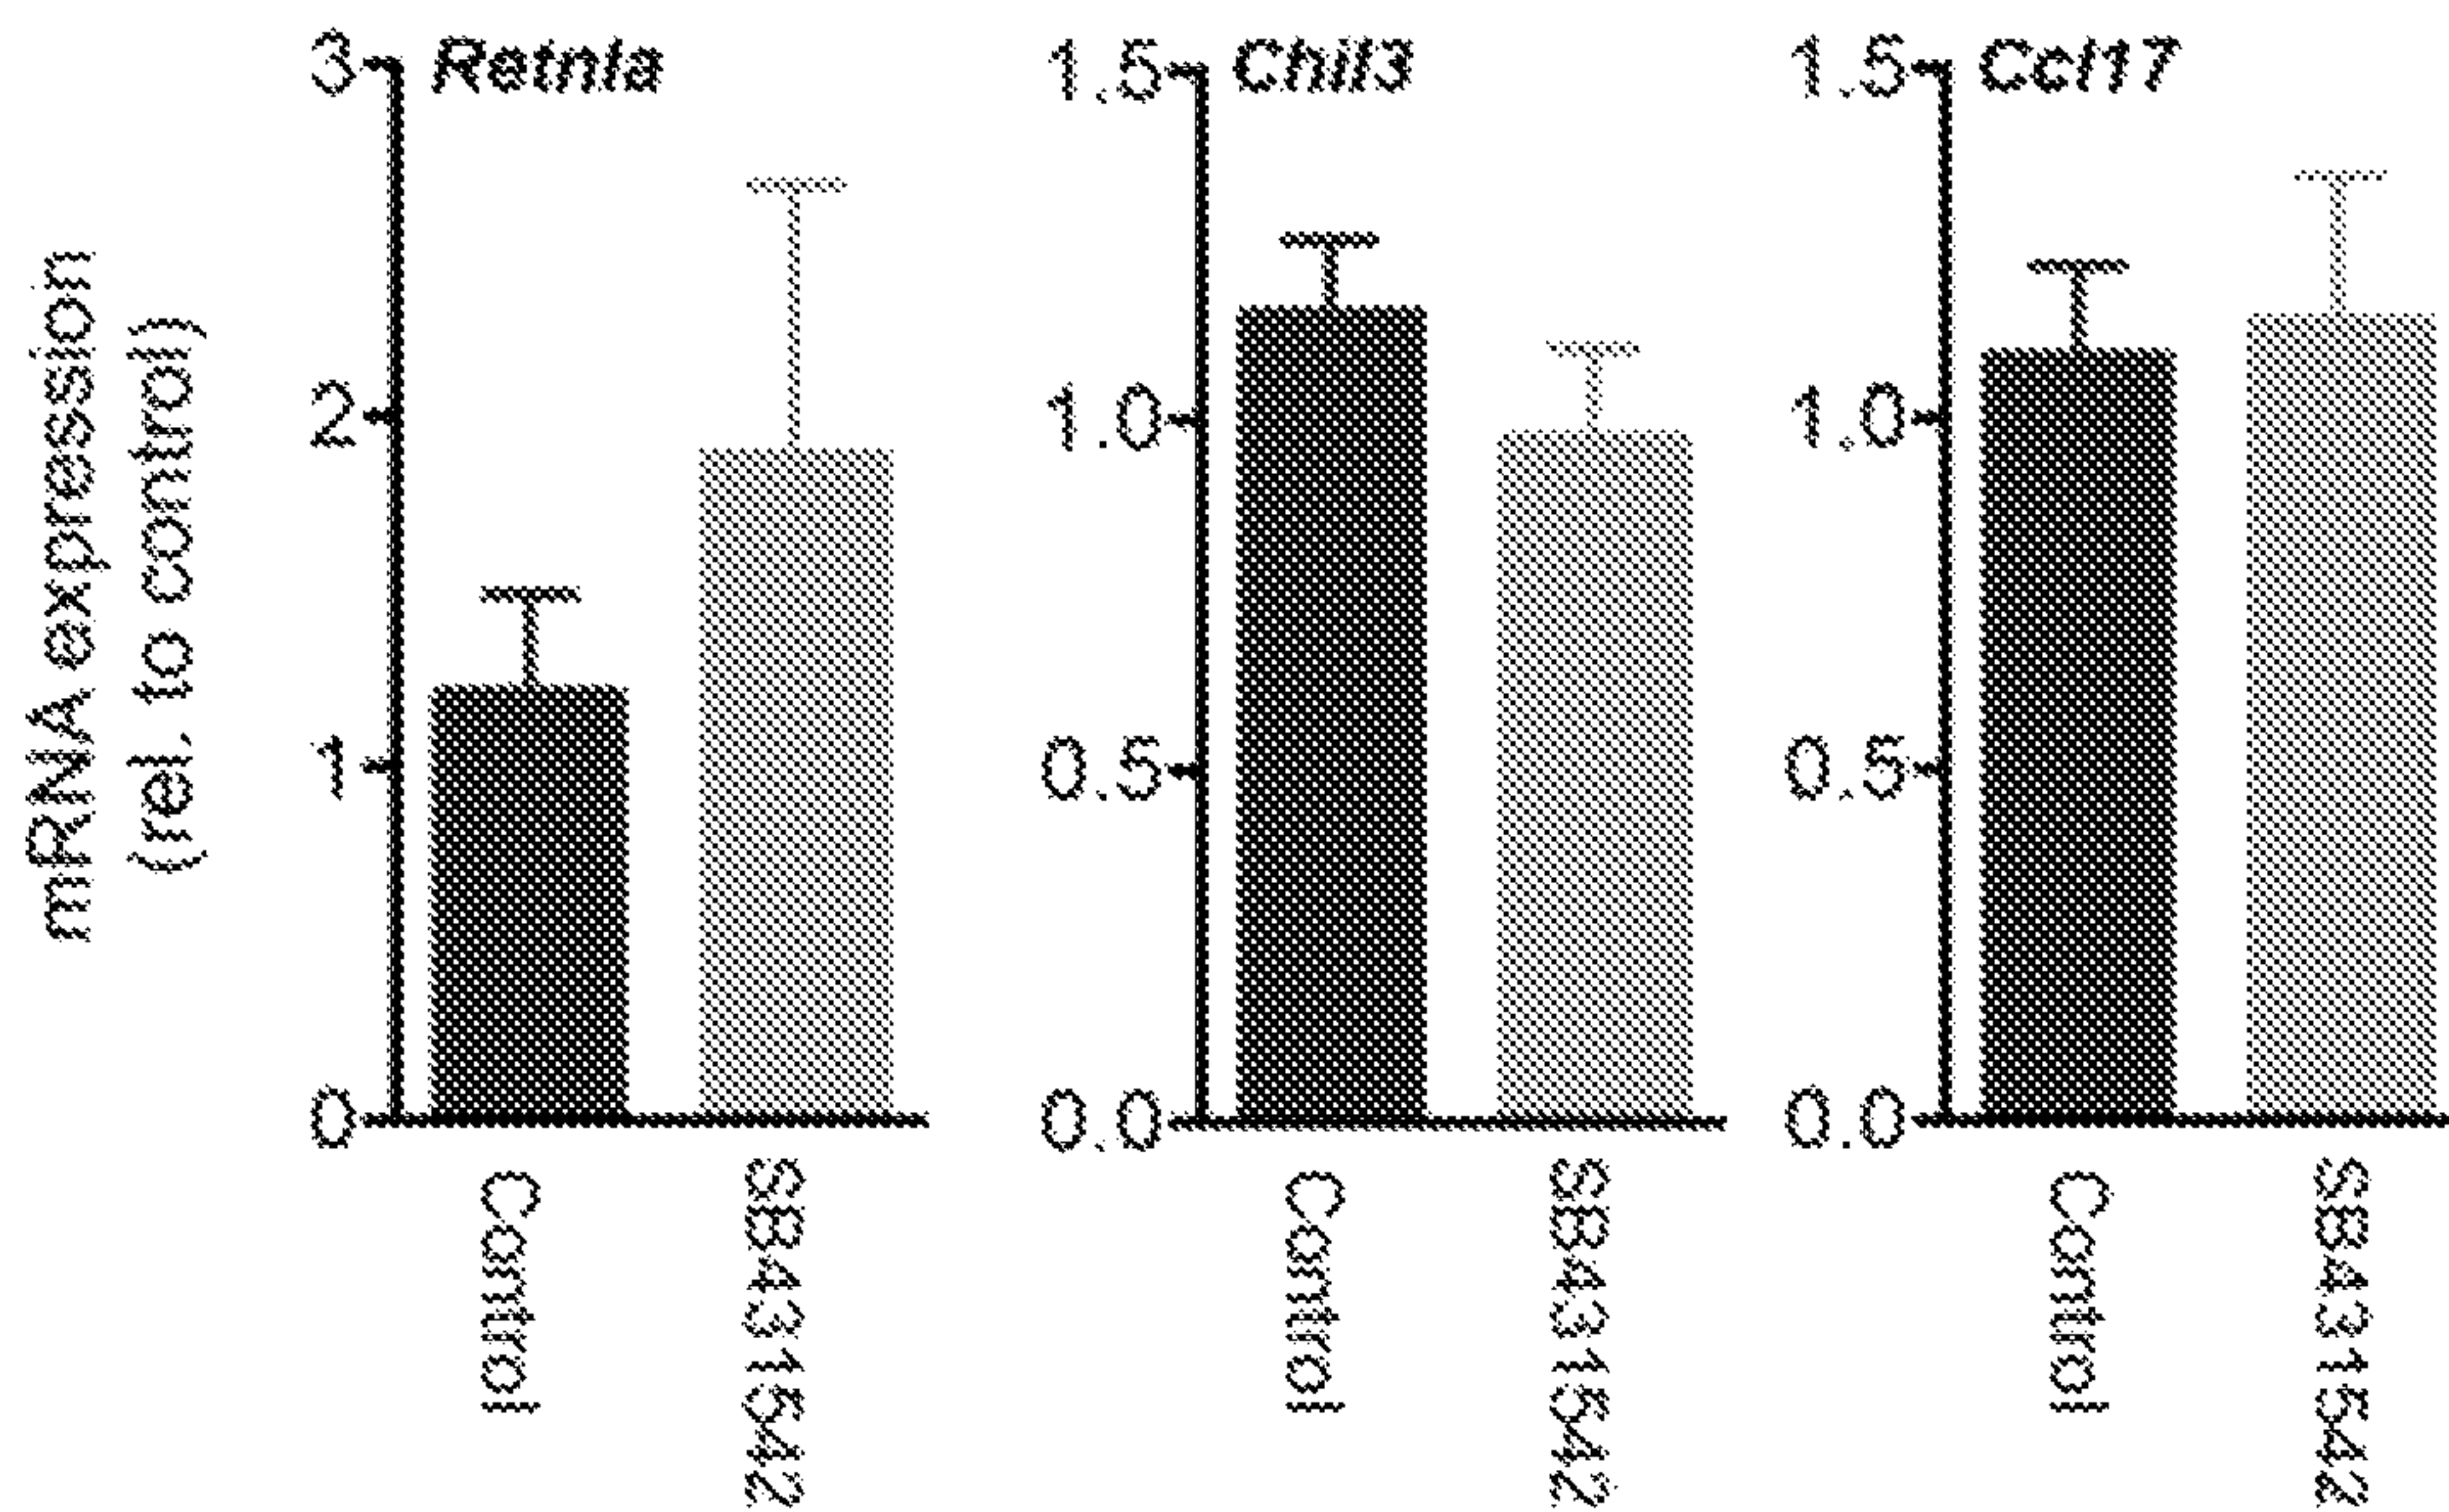 mRNA expression
(rel. to control)
Retnla
3
2
1
0
Control
SB431542
Chil3
1.5
1.0
0.5
0.0
Control
SB431542
Ccl17
1.5
1.0
0.5
0.0
Control
SB431542